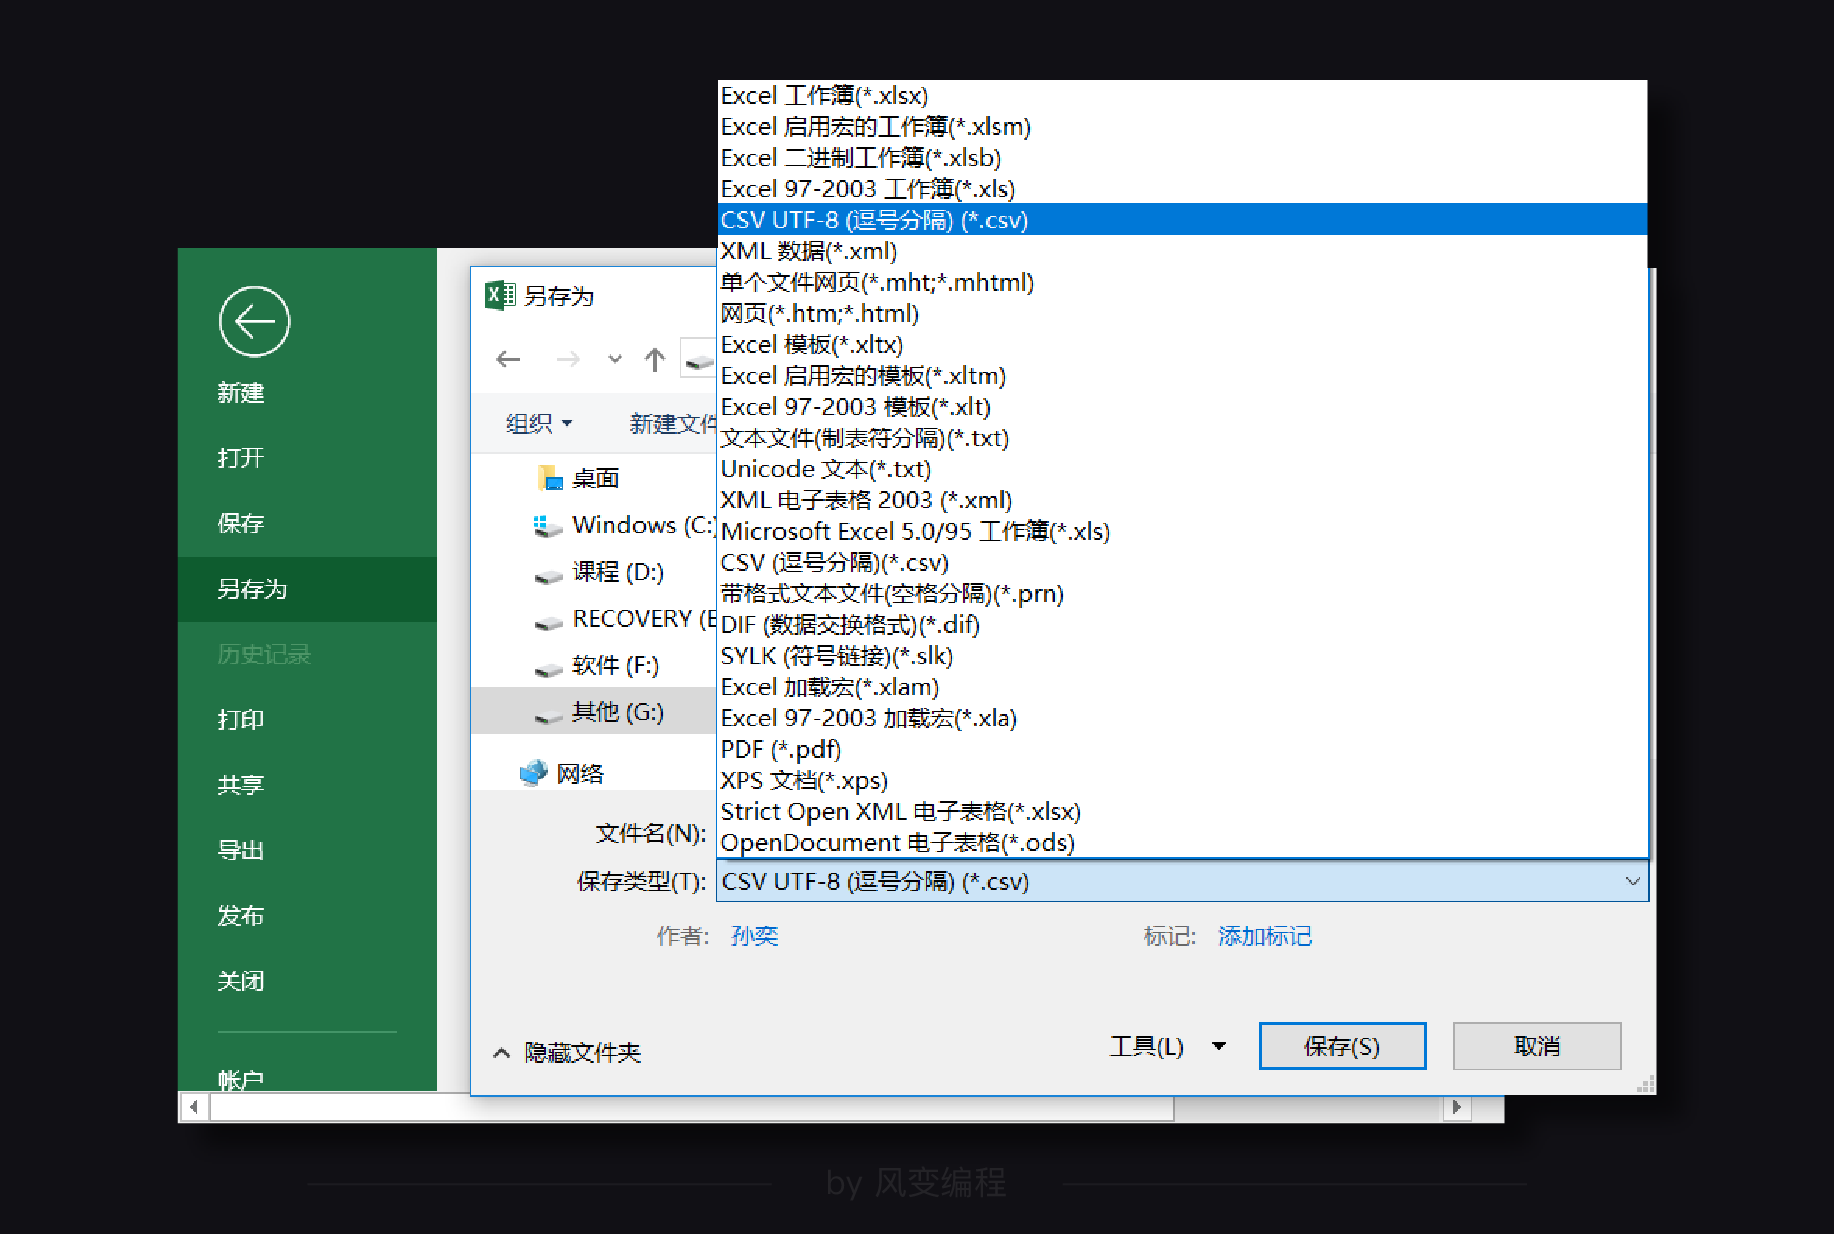 Excel 工作簿(*.xlsx)
Excel 启用宏的工作簿(*.xlsm)
Excel 二进制工作簿(*.xlsb)
Excel 97-2003 工作簿(*.xls)
CSV UTF-8 (逗号分隔) (*.csv)
XML 数据(*.xml)
单个文件网页(*.mht;*.mhtml)
网页(*.htm;*.html)
Excel 模板(*.xltx)
Excel 启用宏的模板(*.xltm)
Excel 97-2003 模板(*.xlt)
文本文件(制表符分隔)(*.txt)
Unicode 文本(*.txt)
XML 电子表格 2003 (*.xml)
Microsoft Excel 5.0/95 工作簿(*.xls)
CSV (逗号分隔)(*.csv)
带格式文本文件(空格分隔)(*.prn)
DIF (数据交换格式)(*.dif)
SYLK (符号链接)(*.slk)
Excel 加载宏(*.xlam)
Excel 97-2003 加载宏(*.xla)
PDF (*.pdf)
XPS 文档(*.xps)
Strict Open XML 电子表格(*.xlsx)
OpenDocument 电子表格(*.ods)
新建
打开
保存
另存为
历史记录
打印
共享
导出
发布
关闭
帐户
另存为
组织
新建文件
桌面
Windows (C:)
课程 (D:)
RECOVERY (E
软件 (F:)
其他 (G:)
网络
文件名(N):
保存类型(T): CSV UTF-8 (逗号分隔) (*.csv)
作者: 孙奕 标记: 添加标记
隐藏文件夹 工具(L) 保存(S) 取消
by 风变编程